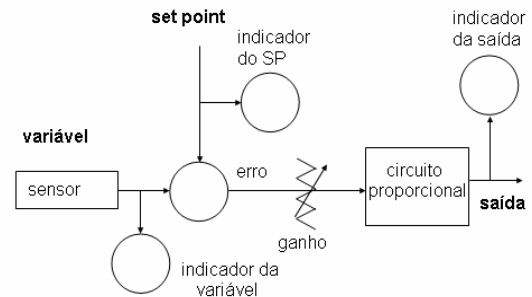 set point
indicador
do SP
indicador
da saída
variável
sensor
erro
circuito
proporcional
saída
ganho
indicador da
variável